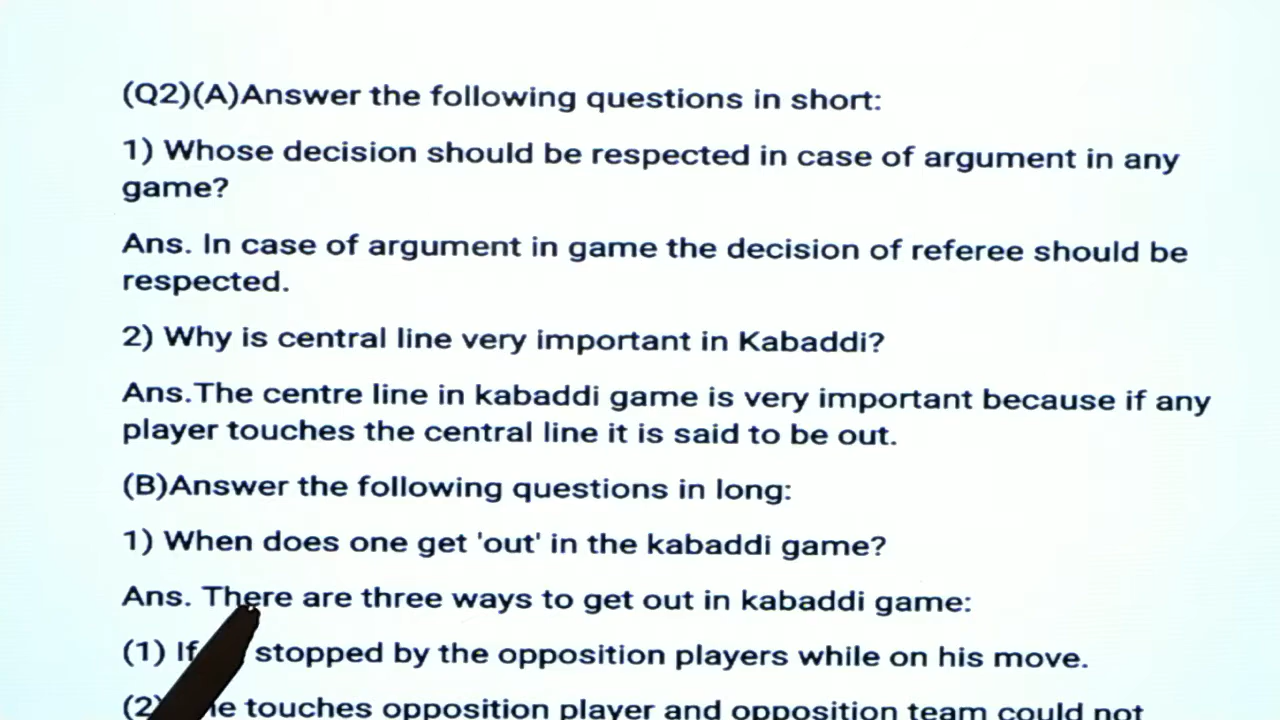 (Q2)(A)Answer the following questions in short:
1) Whose decision should be respected in case of argument in any
game?
Ans. In case of argument in game the decision of referee should be
respected.
2) Why is central line very important in Kabaddi?
Ans.The centre line in kabaddi game is very important because if any
player touches the central line it is said to be out.
(B)Answer the following questions in long:
1) When does one get 'out' in the kabaddi game?
Ans. There are three ways to get out in kabaddi game:
(1) If stopped by the opposition players while on his move.
(2) touches opposition player and opposition team could not